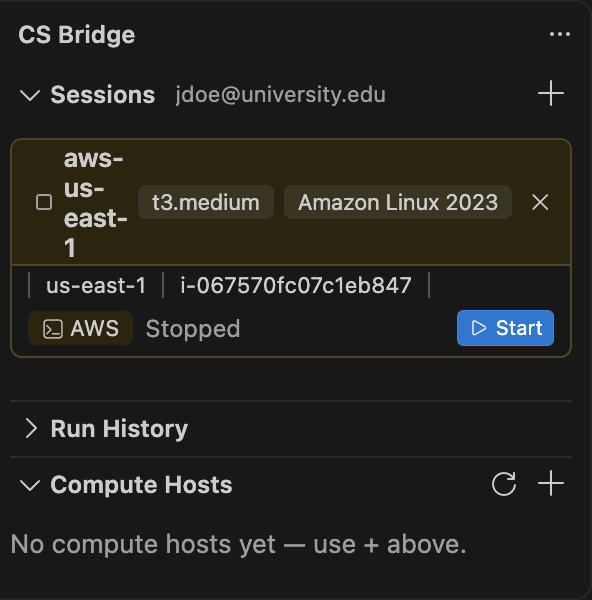 CS Bridge
Sessions jdoe@university.edu
aws-
us-
east-
1
t3.medium Amazon Linux 2023
us-east-1 i-067570fc07c1eb847
AWS Stopped Start
Run History
Compute Hosts
No compute hosts yet — use + above.